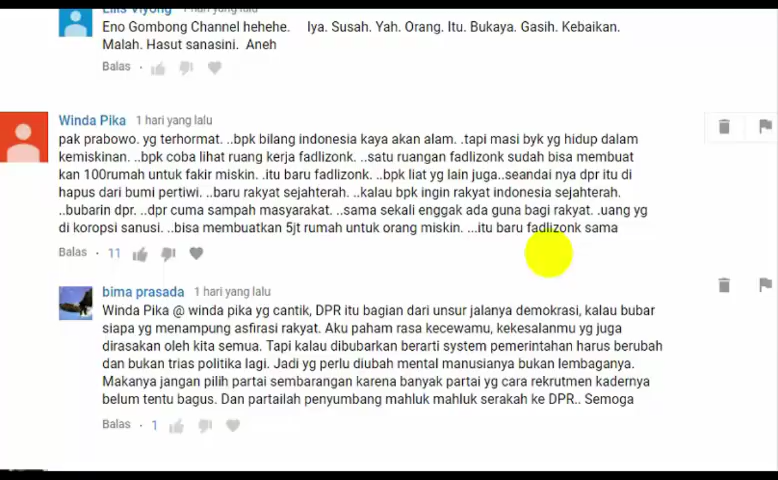 Ellis Viyong 1 hari yang lalu
Eno Gombong Channel hehehe. Iya. Susah. Yah. Orang. Itu. Bukaya. Gasih. Kebaikan.
Malah. Hasut sanasini. Aneh
Balas
Winda Pika 1 hari yang lalu
pak prabowo. yg terhormat. ..bpk bilang indonesia kaya akan alam. .tapi masi byk yg hidup dalam
kemiskinan. ..bpk coba lihat ruang kerja fadlizonk. ..satu ruangan fadlizonk sudah bisa membuat
kan 100rumah untuk fakir miskin. .itu baru fadlizonk. ..bpk liat yg lain juga..seandai nya dpr itu di
hapus dari bumi pertiwi. ..baru rakyat sejahterah. ..kalau bpk ingin rakyat indonesia sejahterah.
..bubarin dpr. ..dpr cuma sampah masyarakat. ..sama sekali enggak ada guna bagi rakyat. .uang yg
di koropsi sanusi. ..bisa membuatkan 5jt rumah untuk orang miskin. ...itu baru fadlizonk sama
Balas 11
bima prasada 1 hari yang lalu
Winda Pika @ winda pika yg cantik, DPR itu bagian dari unsur jalanya demokrasi, kalau bubar
siapa yg menampung asfirasi rakyat. Aku paham rasa kecewamu, kekesalanmu yg juga
dirasakan oleh kita semua. Tapi kalau dibubarkan berarti system pemerintahan harus berubah
dan bukan trias politika lagi. Jadi yg perlu diubah mental manusianya bukan lembaganya.
Makanya jangan pilih partai sembarangan karena banyak partai yg cara rekrutmen kadernya
belum tentu bagus. Dan partailah penyumbang mahluk mahluk serakah ke DPR.. Semoga
Balas 1